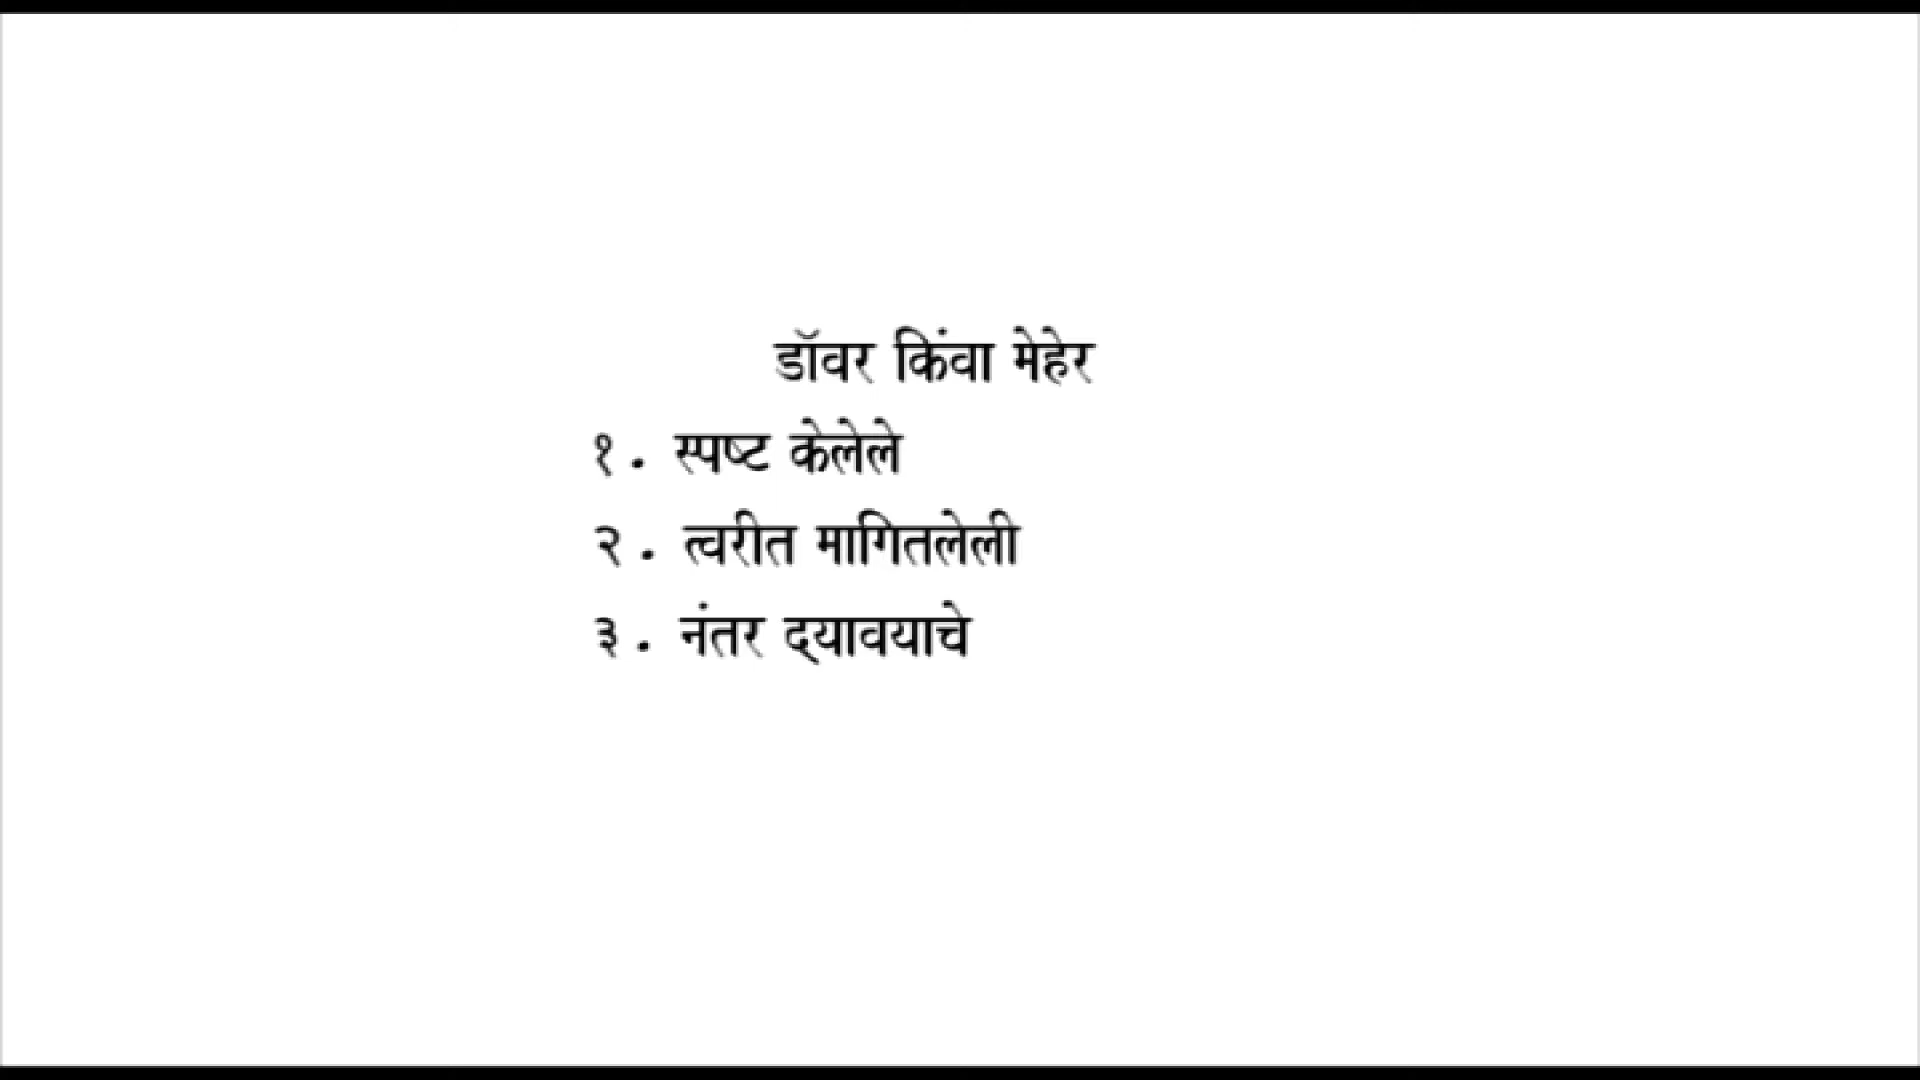 डॉवर किंवा मेहेर
१. स्पष्ट केलेले
२. त्वरीत मागितलेली
३. नंतर द्यावयाचे